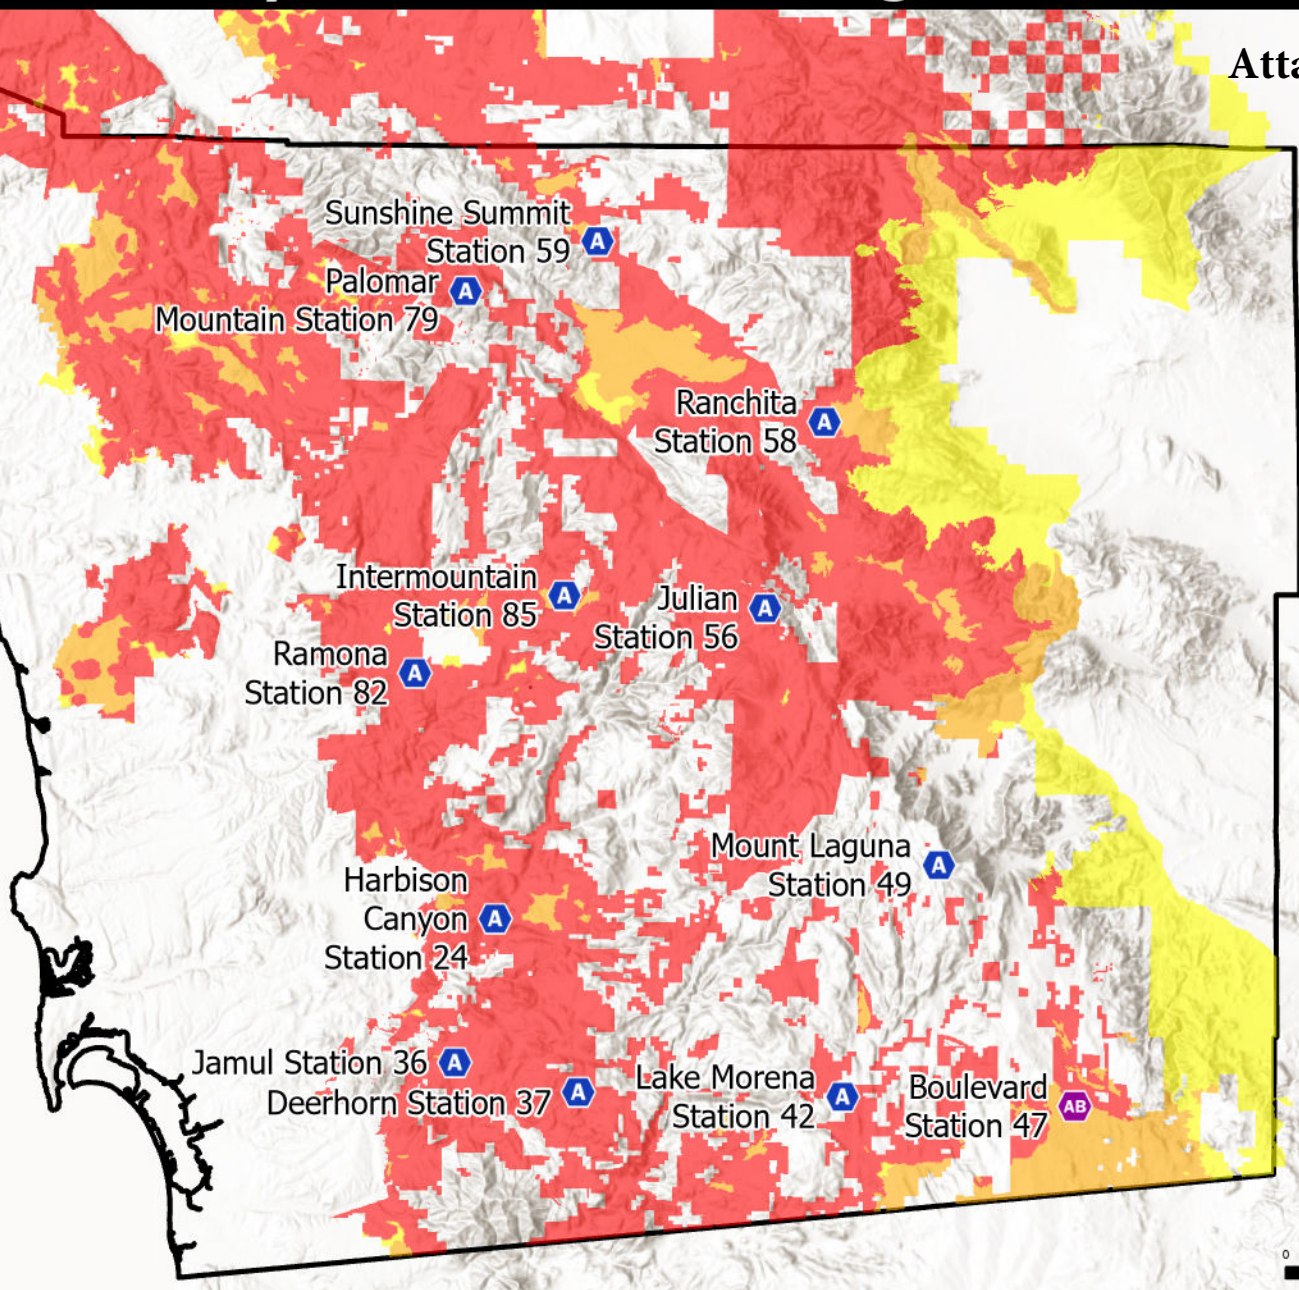 Atta
Sunshine Summit
Station 59
A
Palomar
Mountain Station 79
A
Ranchita
Station 58
A
Intermountain
Station 85
A
Julian
Station 56
A
Ramona
Station 82
A
Mount Laguna
Station 49
A
Harbison
Canyon
Station 24
A
Jamul Station 36
A
Deerhorn Station 37
A
Lake Morena
Station 42
A
Boulevard
Station 47
AB
0